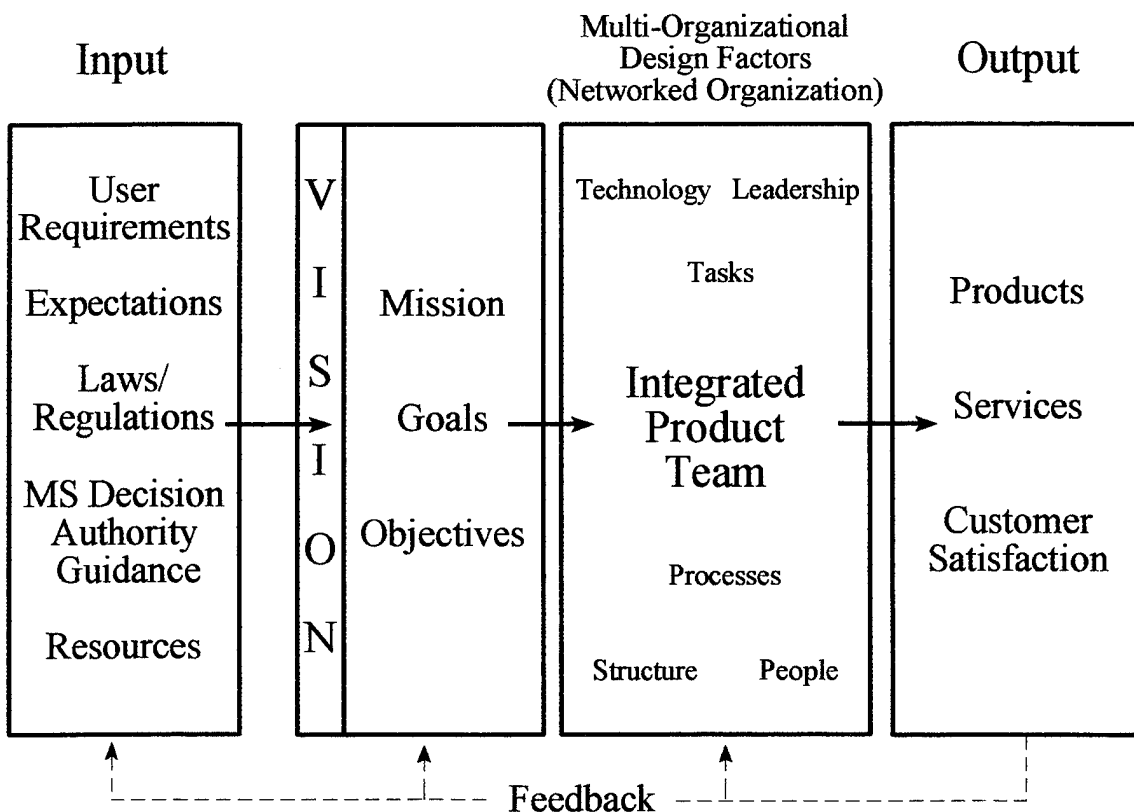 Input
User
Requirements
Expectations
Laws/
Regulations
MS Decision
Authority
Guidance
Resources
V
I
S
I
O
N
Mission
Goals
Objectives
Multi-Organizational
Design Factors
(Networked Organization)
Technology Leadership
Tasks
Integrated
Product
Team
Processes
Structure People
Output
Products
Services
Customer
Satisfaction
Feedback